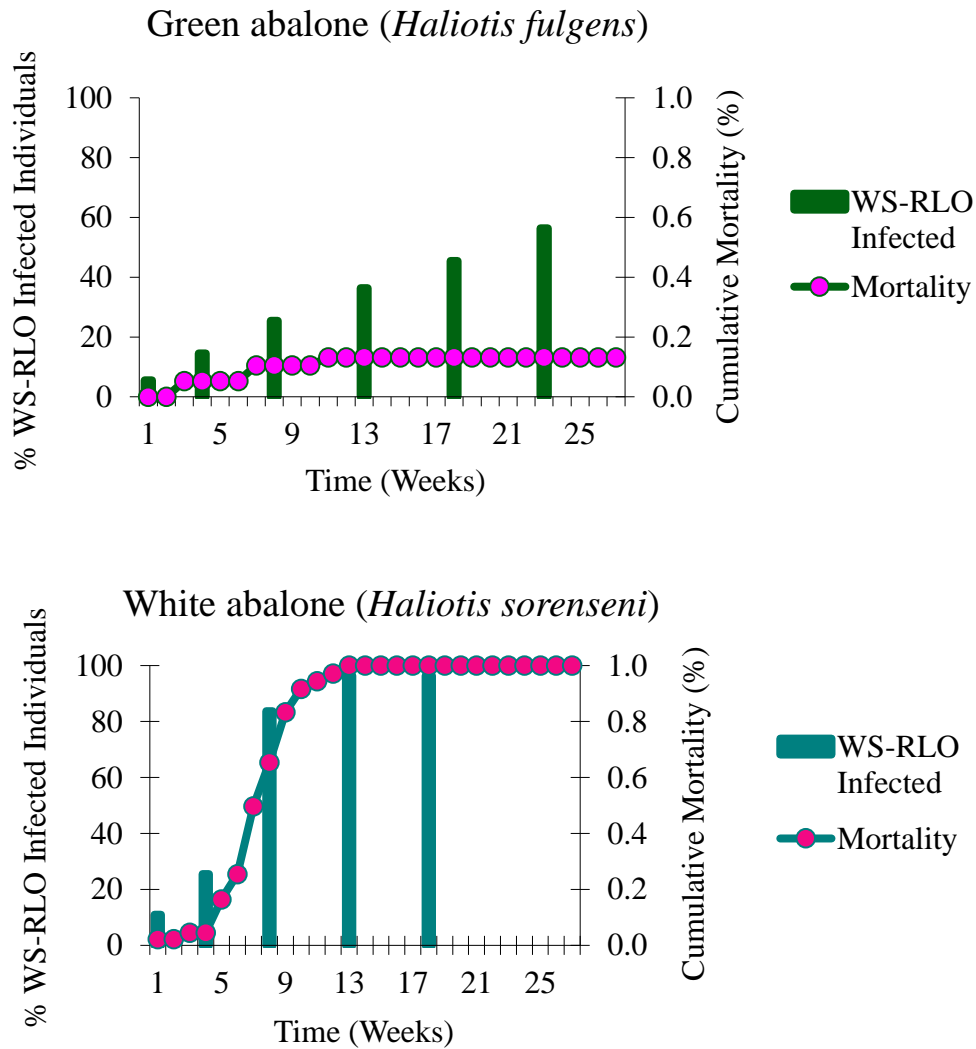 Green abalone (Haliotis fulgens)
% WS-RLO Infected Individuals
100
80
60
40
20
0
1.0
0.8
0.6
0.4
0.2
0.0
Cumulative Mortality (%)
1 5 9 13 17 21 25
Time (Weeks)
WS-RLO
Infected
Mortality
White abalone (Haliotis sorenseni)
% WS-RLO Infected Individuals
100
80
60
40
20
0
1.0
0.8
0.6
0.4
0.2
0.0
Cumulative Mortality (%)
1 5 9 13 17 21 25
Time (Weeks)
WS-RLO
Infected
Mortality